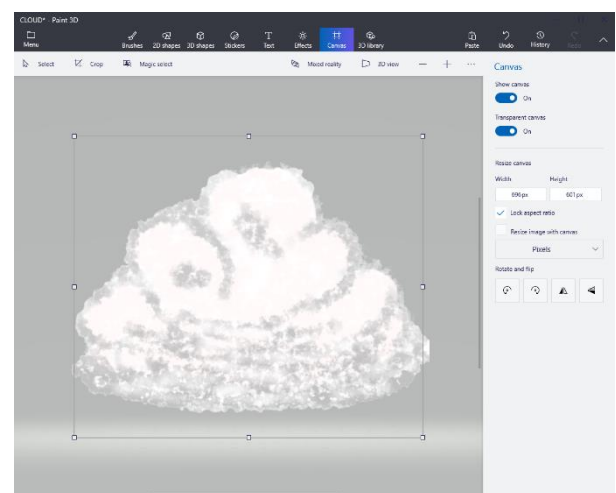 CLOUD* - Paint 3D
Menu Brushes 2D shapes 3D shapes Stickers Text Effects Canvas 3D library Paste Undo History Redo
Select Crop Magic select Mixed reality 3D view
Canvas
Show canvas
On
Transparent canvas
On
Resize canvas
Width Height
696px 601px
Lock aspect ratio
Resize image with canvas
Pixels
Rotate and flip